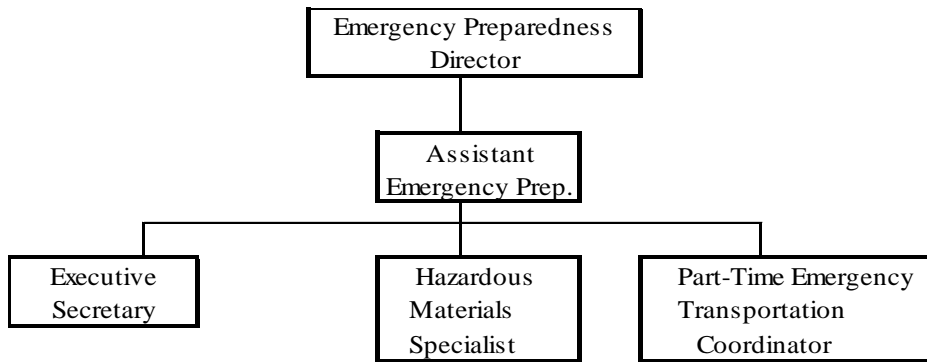 Emergency Preparedness
Director
Assistant
Emergency Prep.
Executive
Secretary
Hazardous
Materials
Specialist
Part-Time Emergency
Transportation
Coordinator